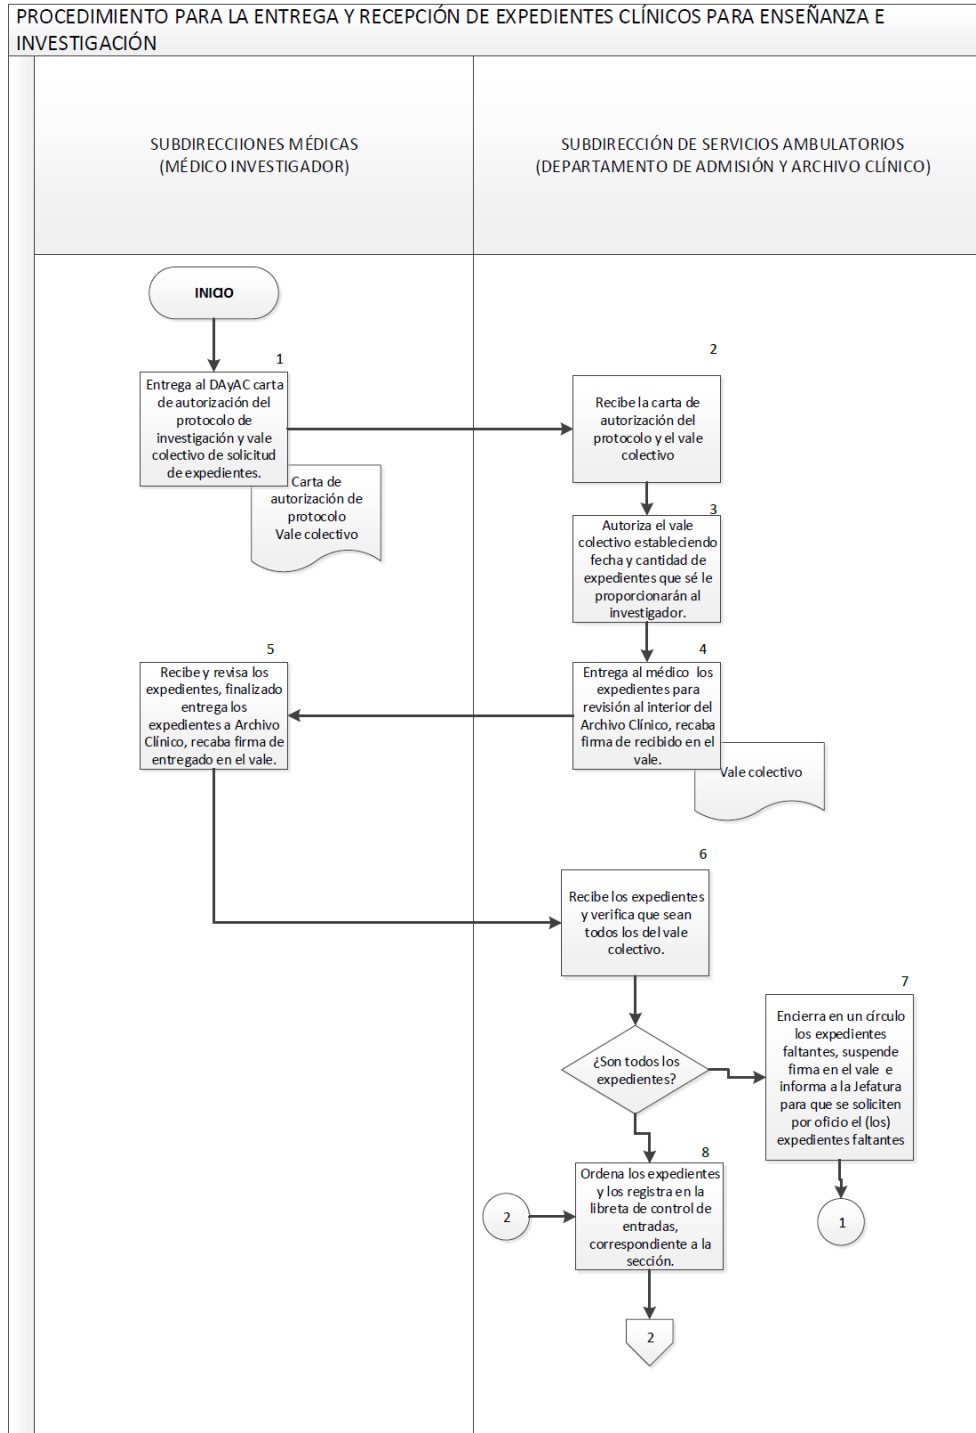 PROCEDIMIENTO PARA LA ENTREGA Y RECEPCIÓN DE EXPEDIENTES CLÍNICOS PARA ENSEÑANZA E
INVESTIGACIÓN
SUBDIRECCIIONES MÉDICAS
(MÉDICO INVESTIGADOR)
SUBDIRECCIÓN DE SERVICIOS AMBULATORIOS
(DEPARTAMENTO DE ADMISIÓN Y ARCHIVO CLÍNICO)
INICIO
1
Entrega al DAyAC carta
de autorización del
protocolo de
investigación y vale
colectivo de solicitud
de expedientes.
Carta de
autorización de
protocolo
Vale colectivo
2
Recibe la carta de
autorización del
protocolo y el vale
colectivo
3
Autoriza el vale
colectivo estableciendo
fecha y cantidad de
expedientes que sé le
proporcionarán al
investigador.
4
Entrega al médico los
expedientes para
revisión al interior del
Archivo Clínico, recaba
firma de recibido en el
vale.
Vale colectivo
5
Recibe y revisa los
expedientes, finalizado
entrega los
expedientes a Archivo
Clínico, recaba firma de
entregado en el vale.
6
Recibe los expedientes
y verifica que sean
todos los del vale
colectivo.
¿Son todos los
expedientes?
7
Encierra en un círculo
los expedientes
faltantes, suspende
firma en el vale e
informa a la Jefatura
para que se soliciten
por oficio el (los)
expedientes faltantes
1
8
Ordena los expedientes
y los registra en la
libreta de control de
entradas,
correspondiente a la
sección.
2
2